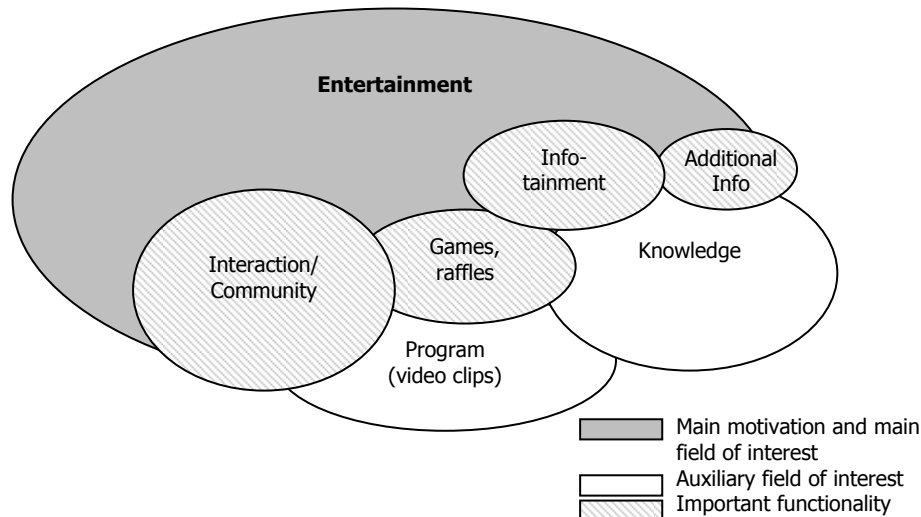 Entertainment
Info-
tainment
Additional
Info
Interaction/
Community
Games,
raffles
Knowledge
Program
(video clips)
Main motivation and main
field of interest
Auxiliary field of interest
Important functionality